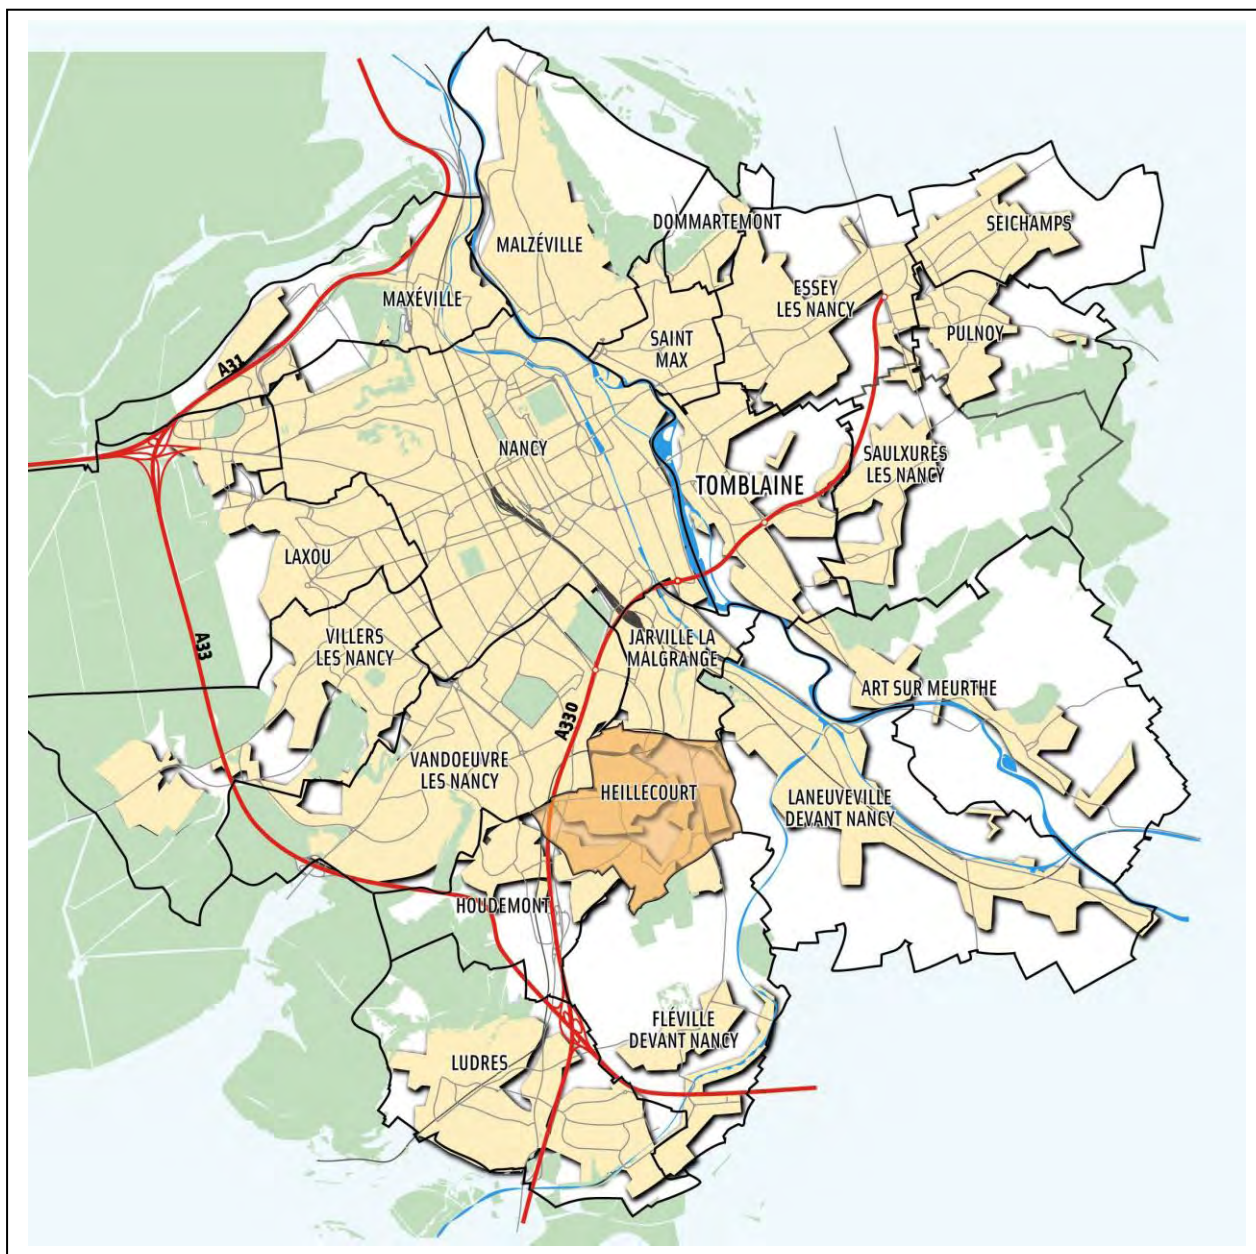 DOMMARTEMONT
SEICHAMPS
MALZÉVILLE
MAXÉVILLE
ESSEY
LES NANCY
SAINT
MAX
PULNOY
A31
NANCY
SAULXURES
LES NANCY
TOMBLAINE
LAXOU
VILLERS
LES NANCY
A33
JARVILLE LA
MALGRANGE
ART SUR MEURTHE
A330
VANDOEUVRE
LES NANCY
HEILLECOURT
LANEUVEVILLE
DEVANT NANCY
HOUDEMONT
FLÉVILLE
DEVANT NANCY
LUDRES